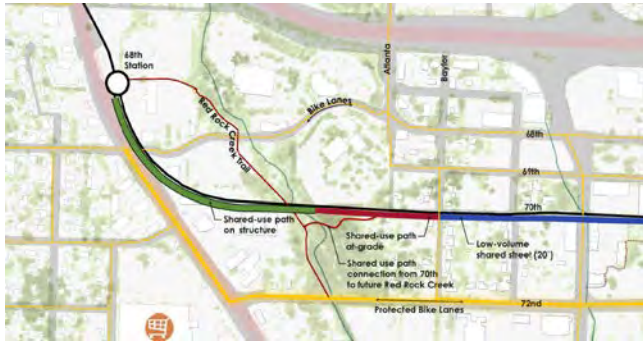 68th
Station
Red Rock Creek Trail
Bike Lanes
Atlanta
Baylor
68th
69th
70th
Shared-use path
on structure
Shared-use path
at-grade
Low-volume
shared street (20')
Shared use path
connection from 70th
to future Red Rock Creek
72nd
Protected Bike Lanes